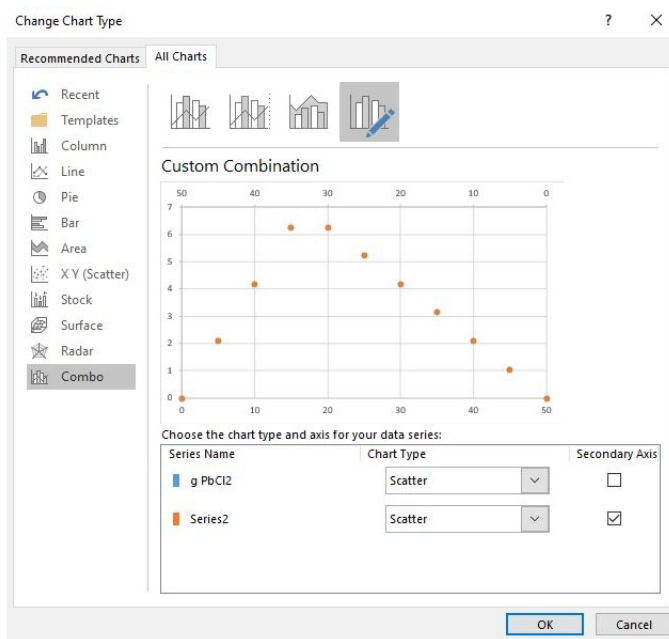 Change Chart Type ? ×
Recommended Charts All Charts
Recent
Templates
Column
Line
Pie
Bar
Area
X Y (Scatter)
Stock
Surface
Radar
Combo
Custom Combination
50 40 30 20 10 0
7
6
5
4
3
2
1
0
0 10 20 30 40 50
Choose the chart type and axis for your data series:
Series Name Chart Type Secondary Axis
g PbCl2 Scatter
Series2 Scatter
OK Cancel